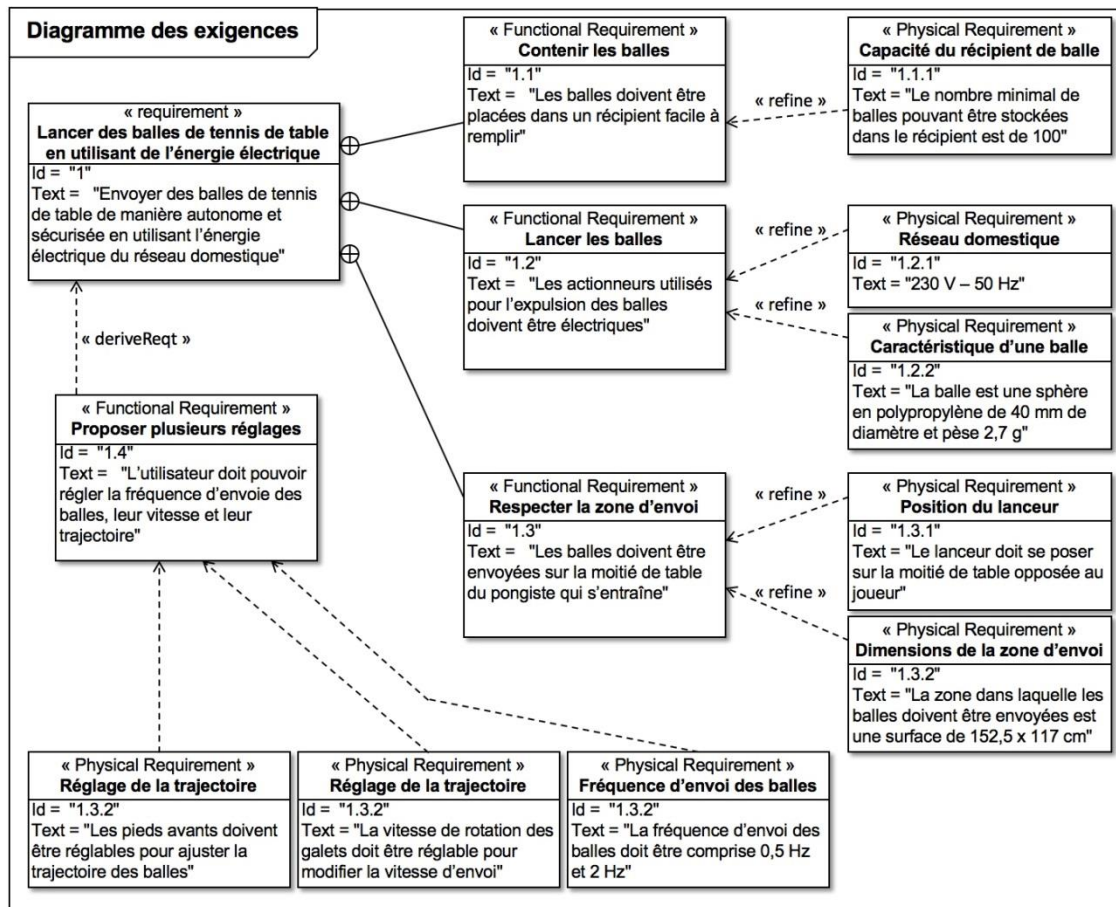 Diagramme des exigences
« requirement »
Lancer des balles de tennis de table
en utilisant de l’énergie électrique
Id = "1"
Text = "Envoyer des balles de tennis
de table de manière autonome et
sécurisée en utilisant l’énergie
électrique du réseau domestique"
« deriveReqt »
« Functional Requirement »
Contenir les balles
Id = "1.1"
Text = "Les balles doivent être
placées dans un récipient facile à
remplir"
« refine »
« Physical Requirement »
Capacité du récipient de balle
Id = "1.1.1"
Text = "Le nombre minimal de
balles pouvant être stockées
dans le récipient est de 100"
« Functional Requirement »
Lancer les balles
Id = "1.2"
Text = "Les actionneurs utilisés
pour l’expulsion des balles
doivent être électriques"
« refine »
« Physical Requirement »
Réseau domestique
Id = "1.2.1"
Text = "230 V – 50 Hz"
« refine »
« Physical Requirement »
Caractéristique d’une balle
Id = "1.2.2"
Text = "La balle est une sphère
en polypropylène de 40 mm de
diamètre et pèse 2,7 g"
« Functional Requirement »
Proposer plusieurs réglages
Id = "1.4"
Text = "L’utilisateur doit pouvoir
régler la fréquence d’envoie des
balles, leur vitesse et leur
trajectoire"
« Functional Requirement »
Respecter la zone d’envoi
Id = "1.3"
Text = "Les balles doivent être
envoyées sur la moitié de table
du pongiste qui s’entraîne"
« refine »
« Physical Requirement »
Position du lanceur
Id = "1.3.1"
Text = "Le lanceur doit se poser
sur la moitié de table opposée au
joueur"
« refine »
« Physical Requirement »
Dimensions de la zone d’envoi
Id = "1.3.2"
Text = "La zone dans laquelle les
balles doivent être envoyées est
une surface de 152,5 x 117 cm"
« Physical Requirement »
Réglage de la trajectoire
Id = "1.3.2"
Text = "Les pieds avants doivent
être réglables pour ajuster la
trajectoire des balles"
« Physical Requirement »
Réglage de la trajectoire
Id = "1.3.2"
Text = "La vitesse de rotation des
galets doit être réglable pour
modifier la vitesse d’envoi"
« Physical Requirement »
Fréquence d’envoi des balles
Id = "1.3.2"
Text = "La fréquence d’envoi des
balles doit être comprise 0,5 Hz
et 2 Hz"